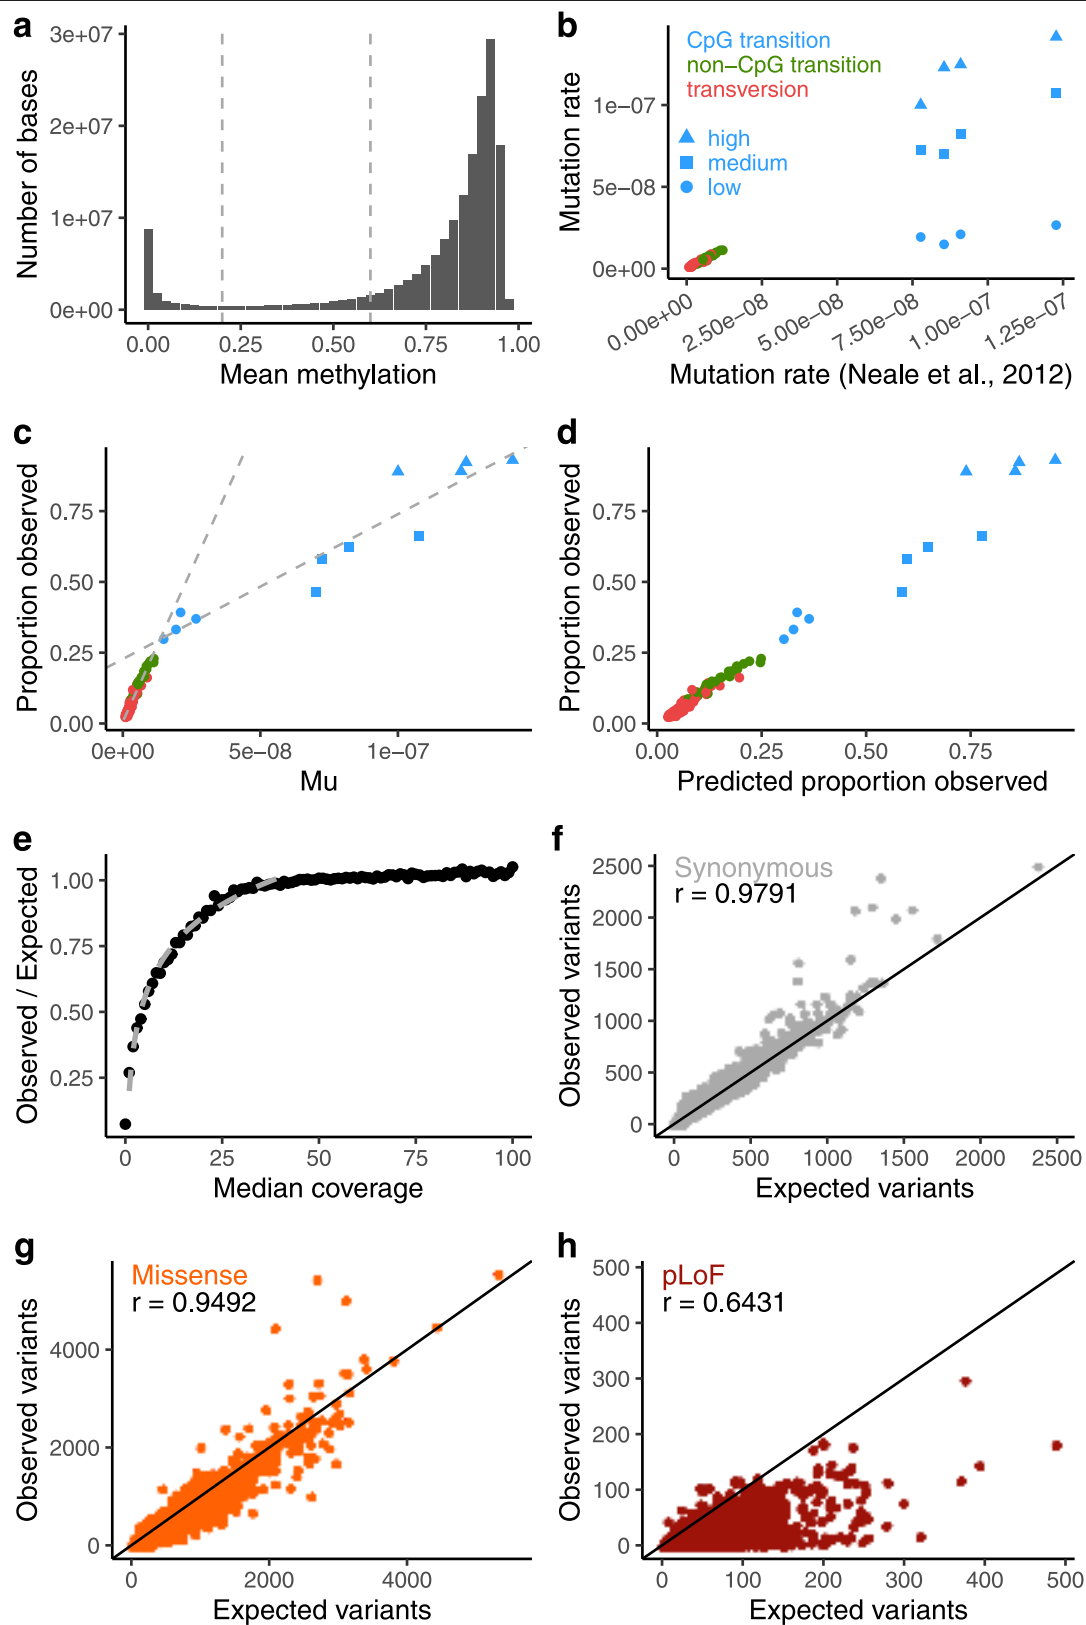 a
3e+07
2e+07
1e+07
0e+00
Number of bases
0.00
0.25
0.50
0.75
1.00
Mean methylation
b
CpG transition
non−CpG transition
transversion
high
medium
low
1e−07
5e−08
0e+00
Mutation rate
0.00e+00
2.50e−08
5.00e−08
7.50e−08
1.00e−07
1.25e−07
Mutation rate (Neale et al., 2012)
c
0.75
0.50
0.25
0.00
Proportion observed
0e+00
5e−08
1e−07
Mu
d
0.75
0.50
0.25
0.00
Proportion observed
0.00
0.25
0.50
0.75
Predicted proportion observed
e
1.00
0.75
0.50
0.25
Observed / Expected
0
25
50
75
100
Median coverage
f
Synonymous
r = 0.9791
2500
2000
1500
1000
500
0
Observed variants
0
500
1000
1500
2000
2500
Expected variants
g
Missense
r = 0.9492
4000
2000
0
Observed variants
0
2000
4000
Expected variants
h
pLoF
r = 0.6431
500
400
300
200
100
0
Observed variants
0
100
200
300
400
500
Expected variants